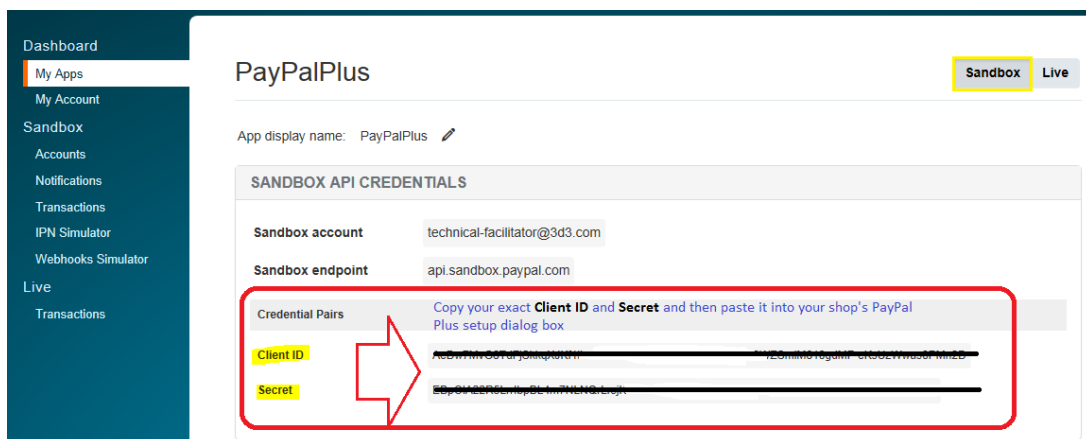 Dashboard
My Apps
My Account
Sandbox
Accounts
Notifications
Transactions
IPN Simulator
Webhooks Simulator
Live
Transactions
PayPalPlus
Sandbox Live
App display name: PayPalPlus
SANDBOX API CREDENTIALS
Sandbox account technical-facilitator@3d3.com
Sandbox endpoint api.sandbox.paypal.com
Credential Pairs Copy your exact Client ID and Secret and then paste it into your shop's PayPal
Plus setup dialog box
Client ID
Secret